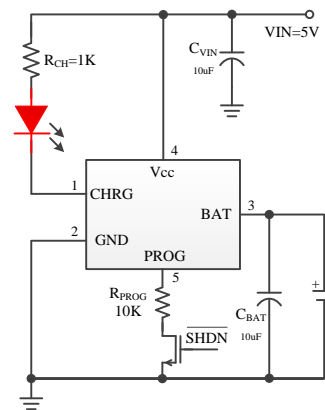 VIN=5V
CVIN
10uF
RCH=1K
4
Vcc
1
CHRG
3
BAT
2
GND
PROG
5
RPROG
10K
SHDN
CBAT
10uF
+